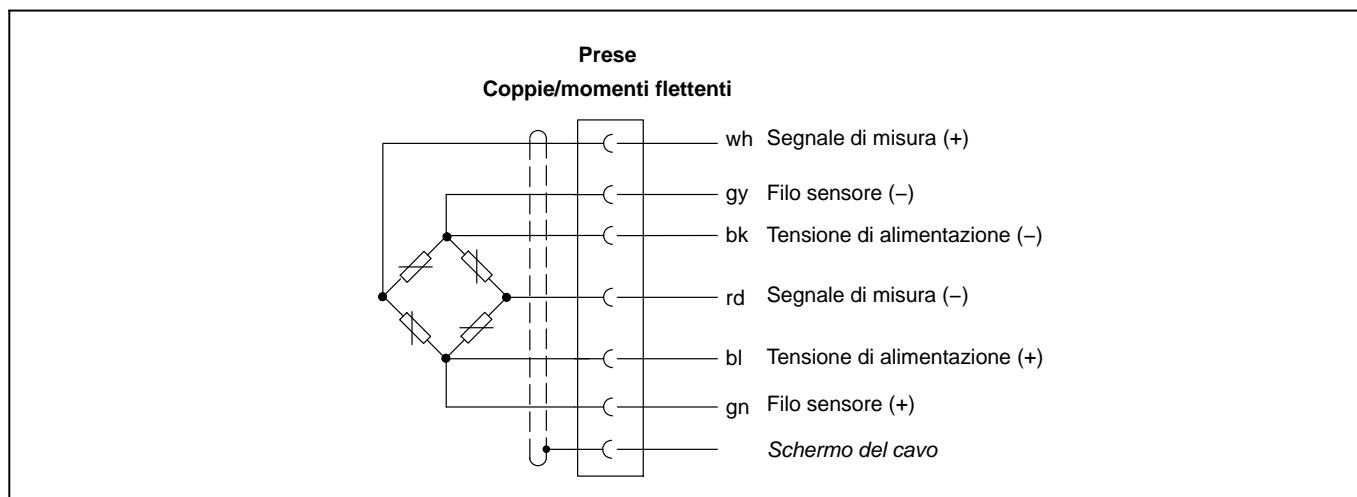 Prese
Coppie/momenti flettenti
wh Segnale di misura (+)
gy Filo sensore (−)
bk Tensione di alimentazione (−)
rd Segnale di misura (−)
bl Tensione di alimentazione (+)
gn Filo sensore (+)
Schermo del cavo